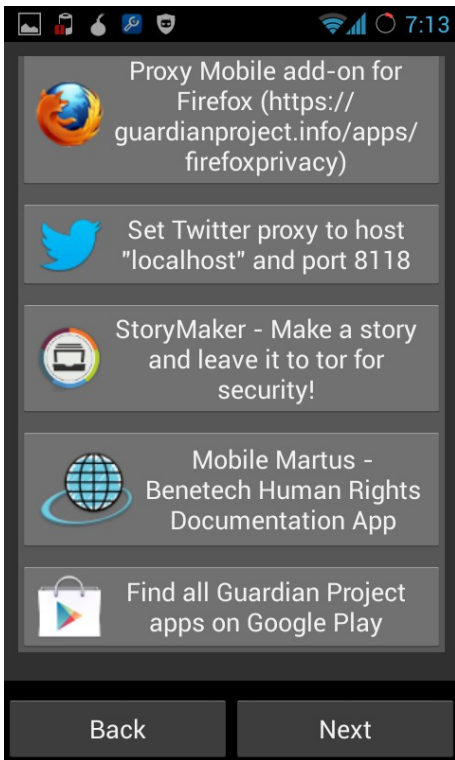 7:13
Proxy Mobile add-on for
Firefox (https://
guardianproject.info/apps/
firefoxprivacy)
Set Twitter proxy to host
"localhost" and port 8118
StoryMaker - Make a story
and leave it to tor for
security!
Mobile Martus -
Benetech Human Rights
Documentation App
Find all Guardian Project
apps on Google Play
Back
Next